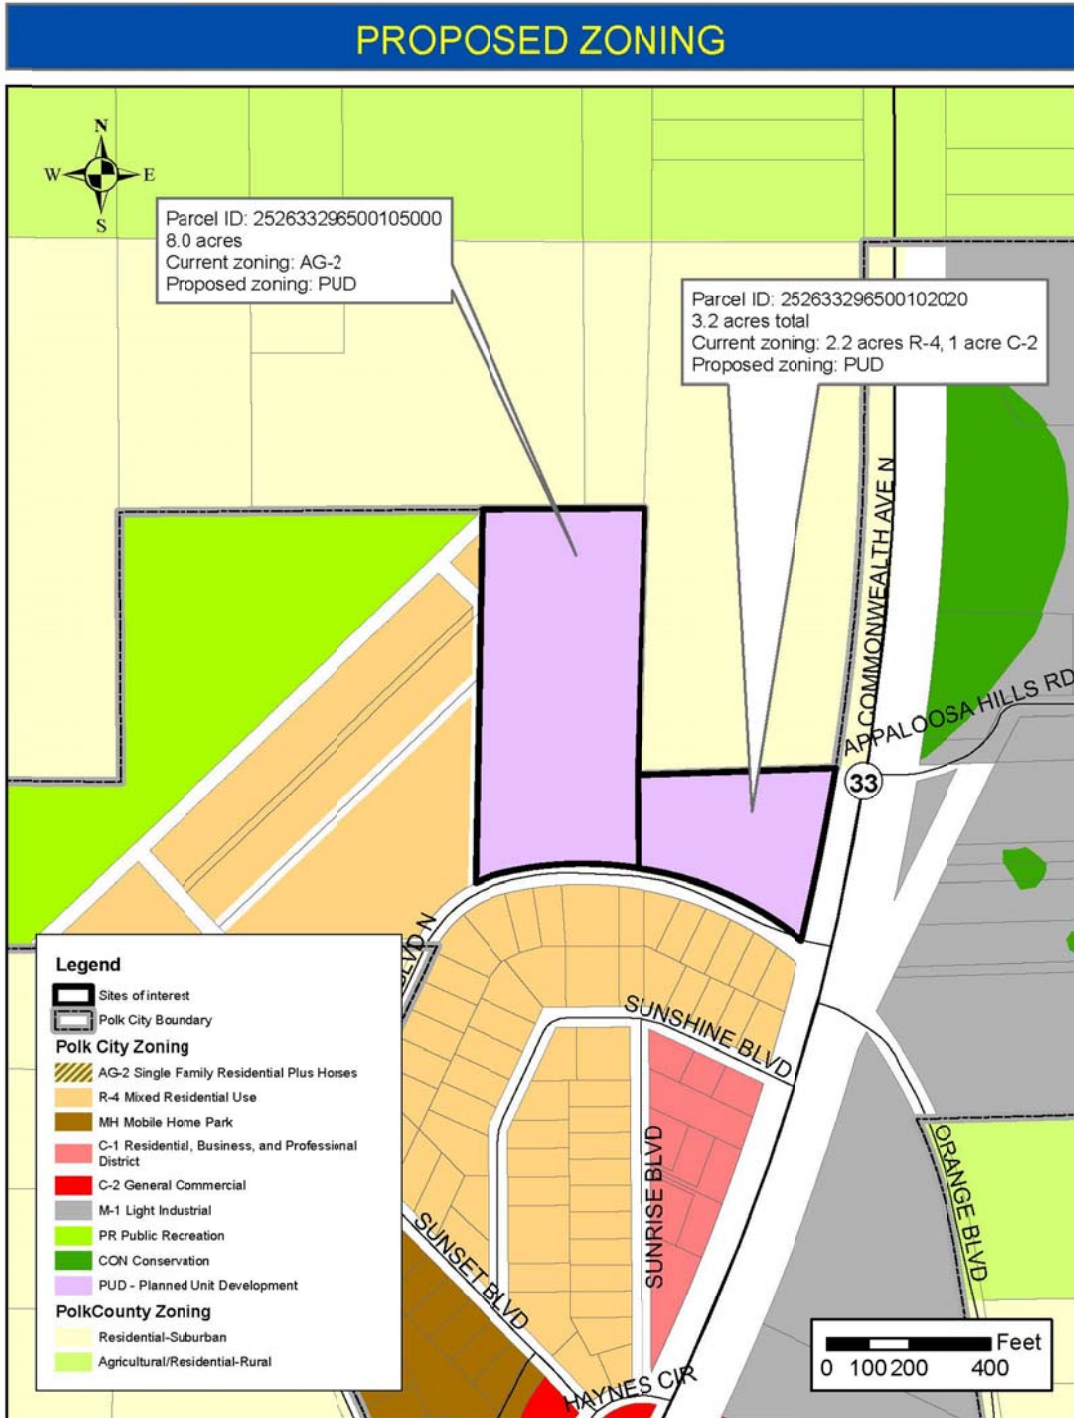 PROPOSED ZONING
N
W E
S
Parcel ID: 252633296500105000
8.0 acres
Current zoning: AG-2
Proposed zoning: PUD
Parcel ID: 252633296500102020
3.2 acres total
Current zoning: 2.2 acres R-4, 1 acre C-2
Proposed zoning: PUD
COMMONWEALTH AVE N
APPALOOSA HILLS RD
33
BLVD N
SUNSHINE BLVD
SUNRISE BLVD
ORANGE BLVD
SUNSET BLVD
HAYNES CIR
Legend
Sites of interest
Polk City Boundary
Polk City Zoning
AG-2 Single Family Residential Plus Horses
R-4 Mixed Residential Use
MH Mobile Home Park
C-1 Residential, Business, and Professional
District
C-2 General Commercial
M-1 Light Industrial
PR Public Recreation
CON Conservation
PUD - Planned Unit Development
PolkCounty Zoning
Residential-Suburban
Agricultural/Residential-Rural
Feet
0 100 200 400